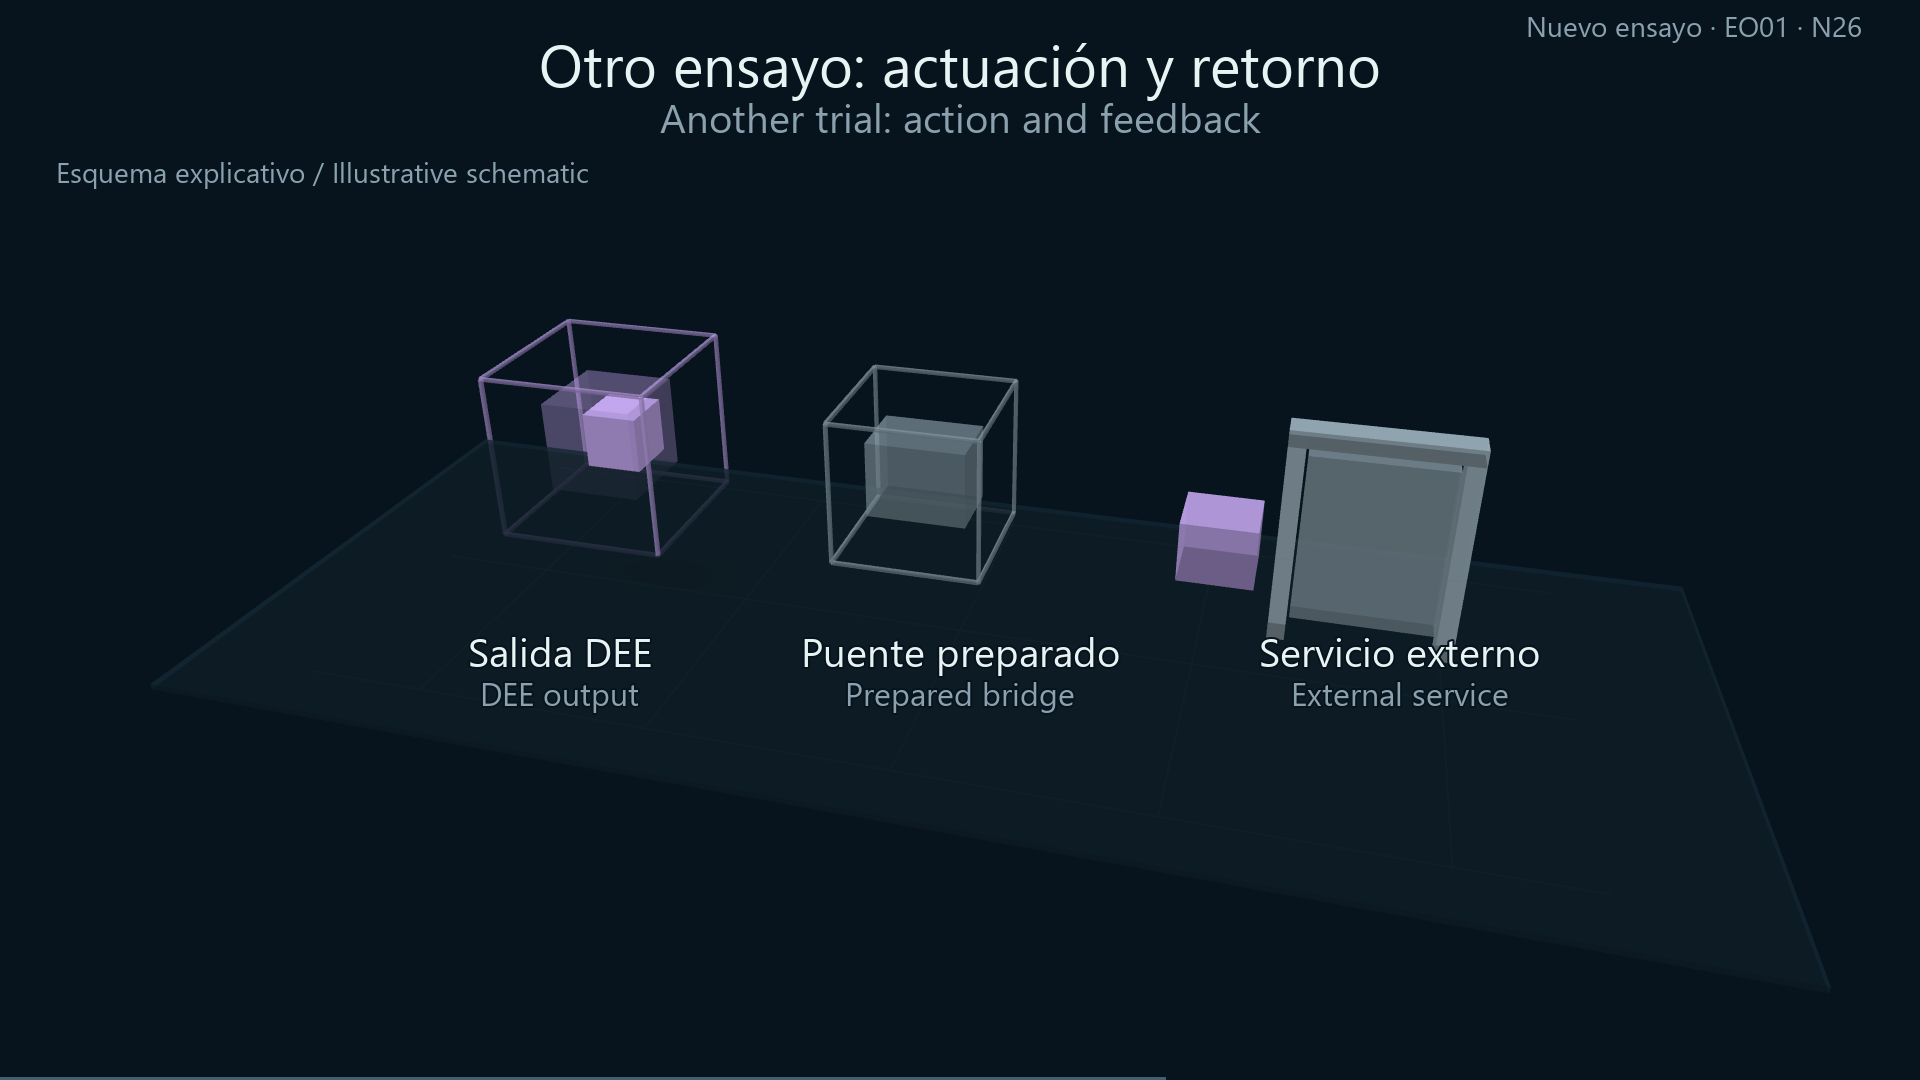 Nuevo ensayo · EO01 · N26
Otro ensayo: actuación y retorno
Another trial: action and feedback
Esquema explicativo / Illustrative schematic
Salida DEE
DEE output
Puente preparado
Prepared bridge
Servicio externo
External service